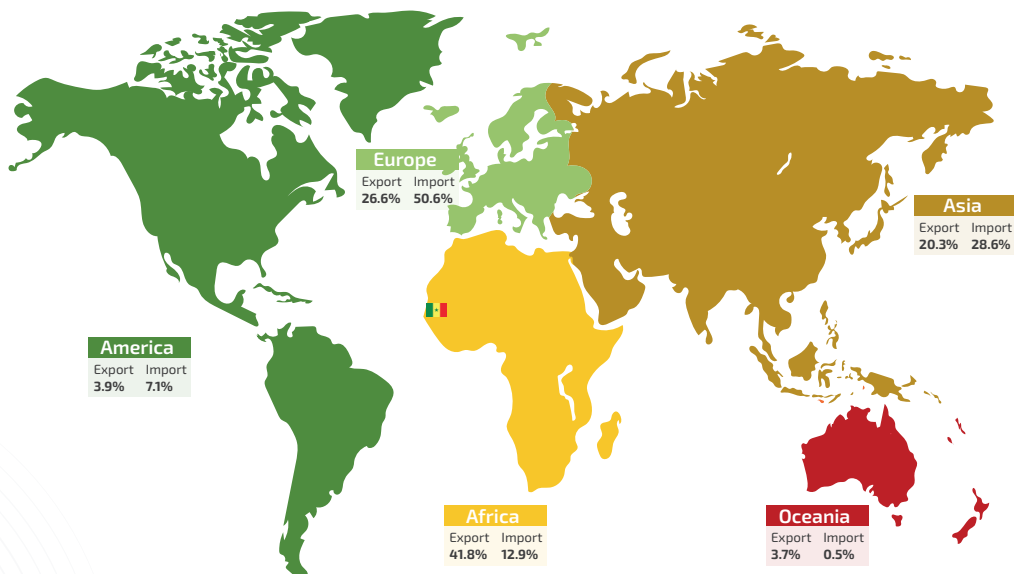 Europe
Export Import
26.6% 50.6%
Asia
Export Import
20.3% 28.6%
America
Export Import
3.9% 7.1%
Africa
Export Import
41.8% 12.9%
Oceania
Export Import
3.7% 0.5%